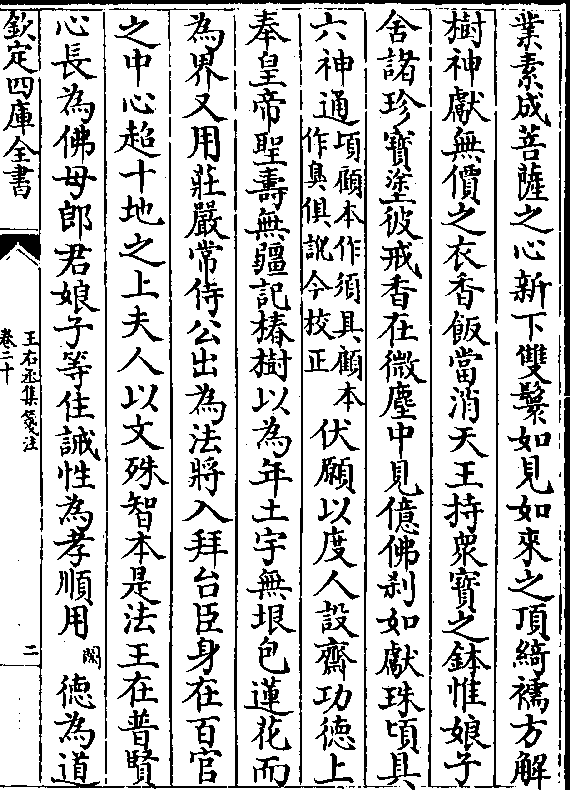 業素成菩薩之心新下雙鬟如見如來之頂綺襦方解
樹神獻無價之衣香飯當消天王持衆寶之鉢惟娘子
舍諸珍寶塗彼戒香在微塵中見億佛刹如獻珠頃具
六神通頃顧本作須具顧本作臭俱訛今校正伏願以度人設齋功德上
奉皇帝聖壽無疆記椿樹以為年土宇無垠包蓮花而
為界又用莊嚴常侍公出為法將入拜台臣身在百官
之中心超十地之上夫人以文殊智本是法王在普賢
心長為佛母郎君娘子等住誡性為孝順用闕德為道
欽定四庫全書
王右丞集箋注
卷二十
二